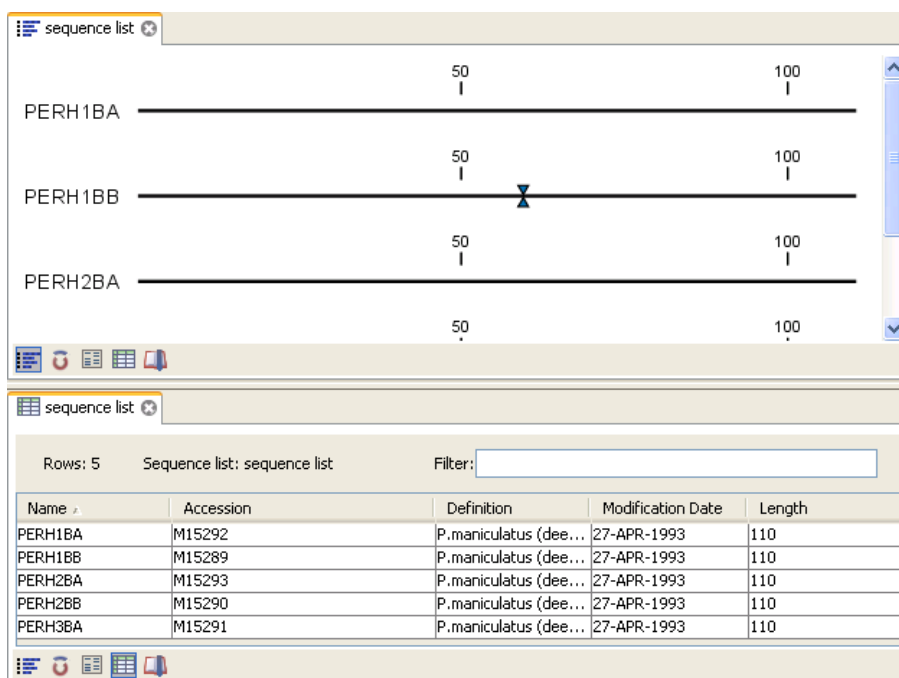 sequence list
50 100
PERH1BA
50 100
PERH1BB
50 100
PERH2BA
50 100
sequence list
Rows: 5 Sequence list: sequence list Filter:
Name Accession Definition Modification Date Length
PERH1BA M15292 P.maniculatus (dee... 27-APR-1993 110
PERH1BB M15289 P.maniculatus (dee... 27-APR-1993 110
PERH2BA M15293 P.maniculatus (dee... 27-APR-1993 110
PERH2BB M15290 P.maniculatus (dee... 27-APR-1993 110
PERH3BA M15291 P.maniculatus (dee... 27-APR-1993 110